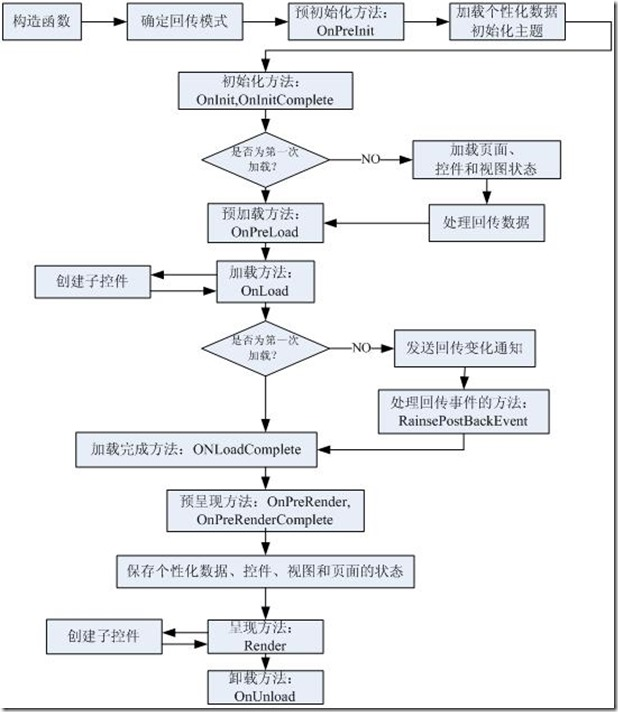 构造函数
确定回传模式
预初始化方法：
OnPreInit
加载个性化数据
初始化主题
初始化方法：
OnInit,OnInitComplete
是否为第一次
加载？
NO
加载页面、
控件和视图状态
预加载方法：
OnPreLoad
处理回传数据
创建子控件
加载方法：
OnLoad
是否为第一次
加载？
NO
发送回传变化通知
处理回传事件的方法：
RainsePostBackEvent
加载完成方法：ONLoadComplete
预呈现方法：OnPreRender,
OnPreRenderComplete
保存个性化数据、控件、视图和页面的状态
创建子控件
呈现方法：
Render
卸载方法：
OnUnload